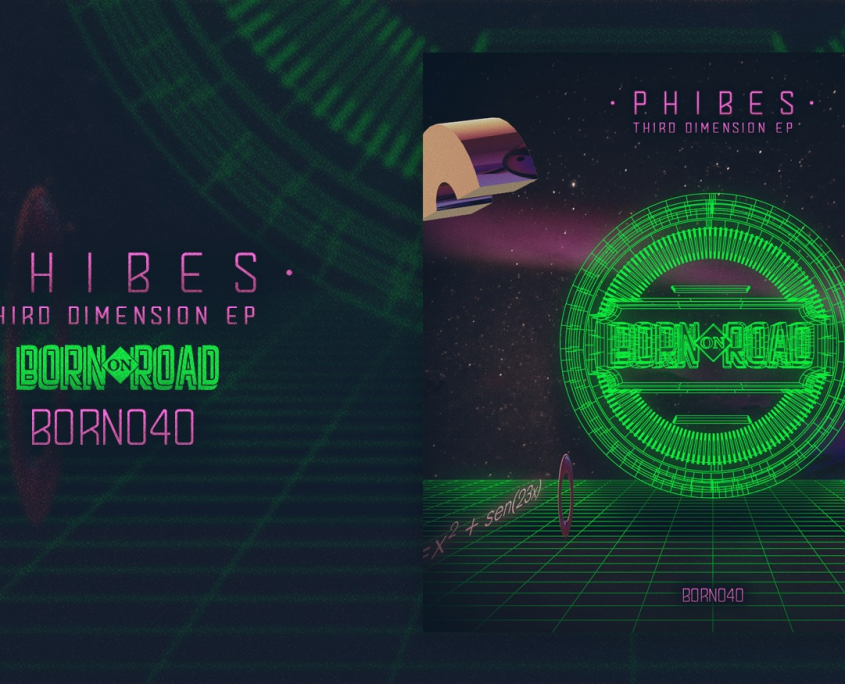 HIBES ·
HIRD DIMENSION EP
BORN ON ROAD
BORN040
· PHIBES ·
THIRD DIMENSION EP
BORN ON ROAD
=x² + sen(23x)
BORN040